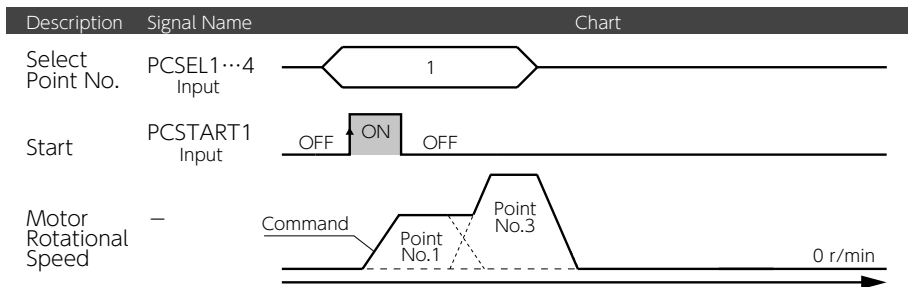 Description Signal Name Chart
Select
Point No.
PCSEL1⋯4
Input
1
Start
PCSTART1
Input
OFF ON OFF
Motor
Rotational
Speed
–
Command
Point
No.1
Point
No.3
0 r/min